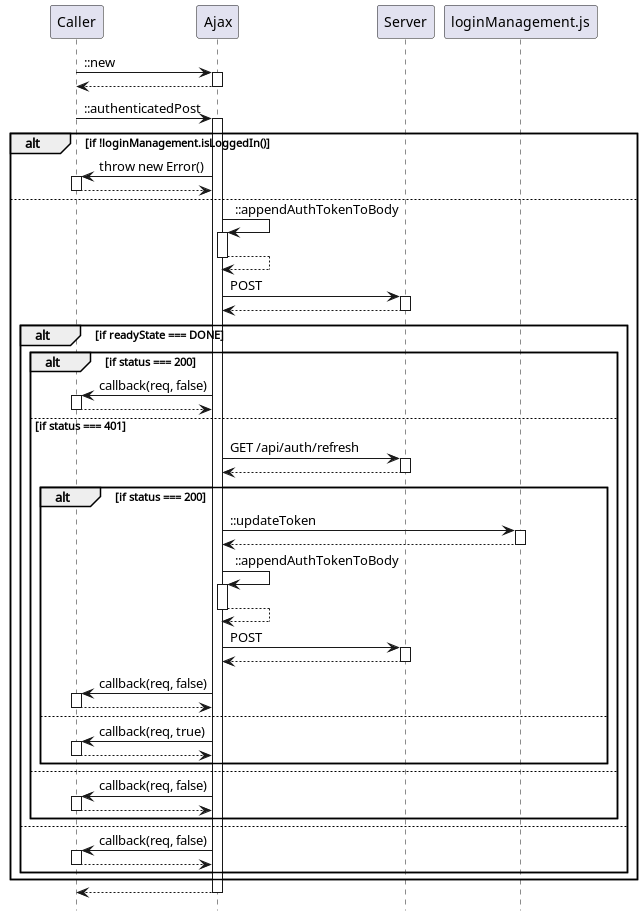 Caller Ajax Server loginManagement.js
::new
::authenticatedPost
alt [if !loginManagement.isLoggedIn()]
throw new Error()
::appendAuthTokenToBody
POST
alt [if readyState === DONE]
alt [if status === 200]
callback(req, false)
[if status === 401]
GET /api/auth/refresh
alt [if status === 200]
::updateToken
::appendAuthTokenToBody
POST
callback(req, false)
callback(req, true)
callback(req, false)
callback(req, false)